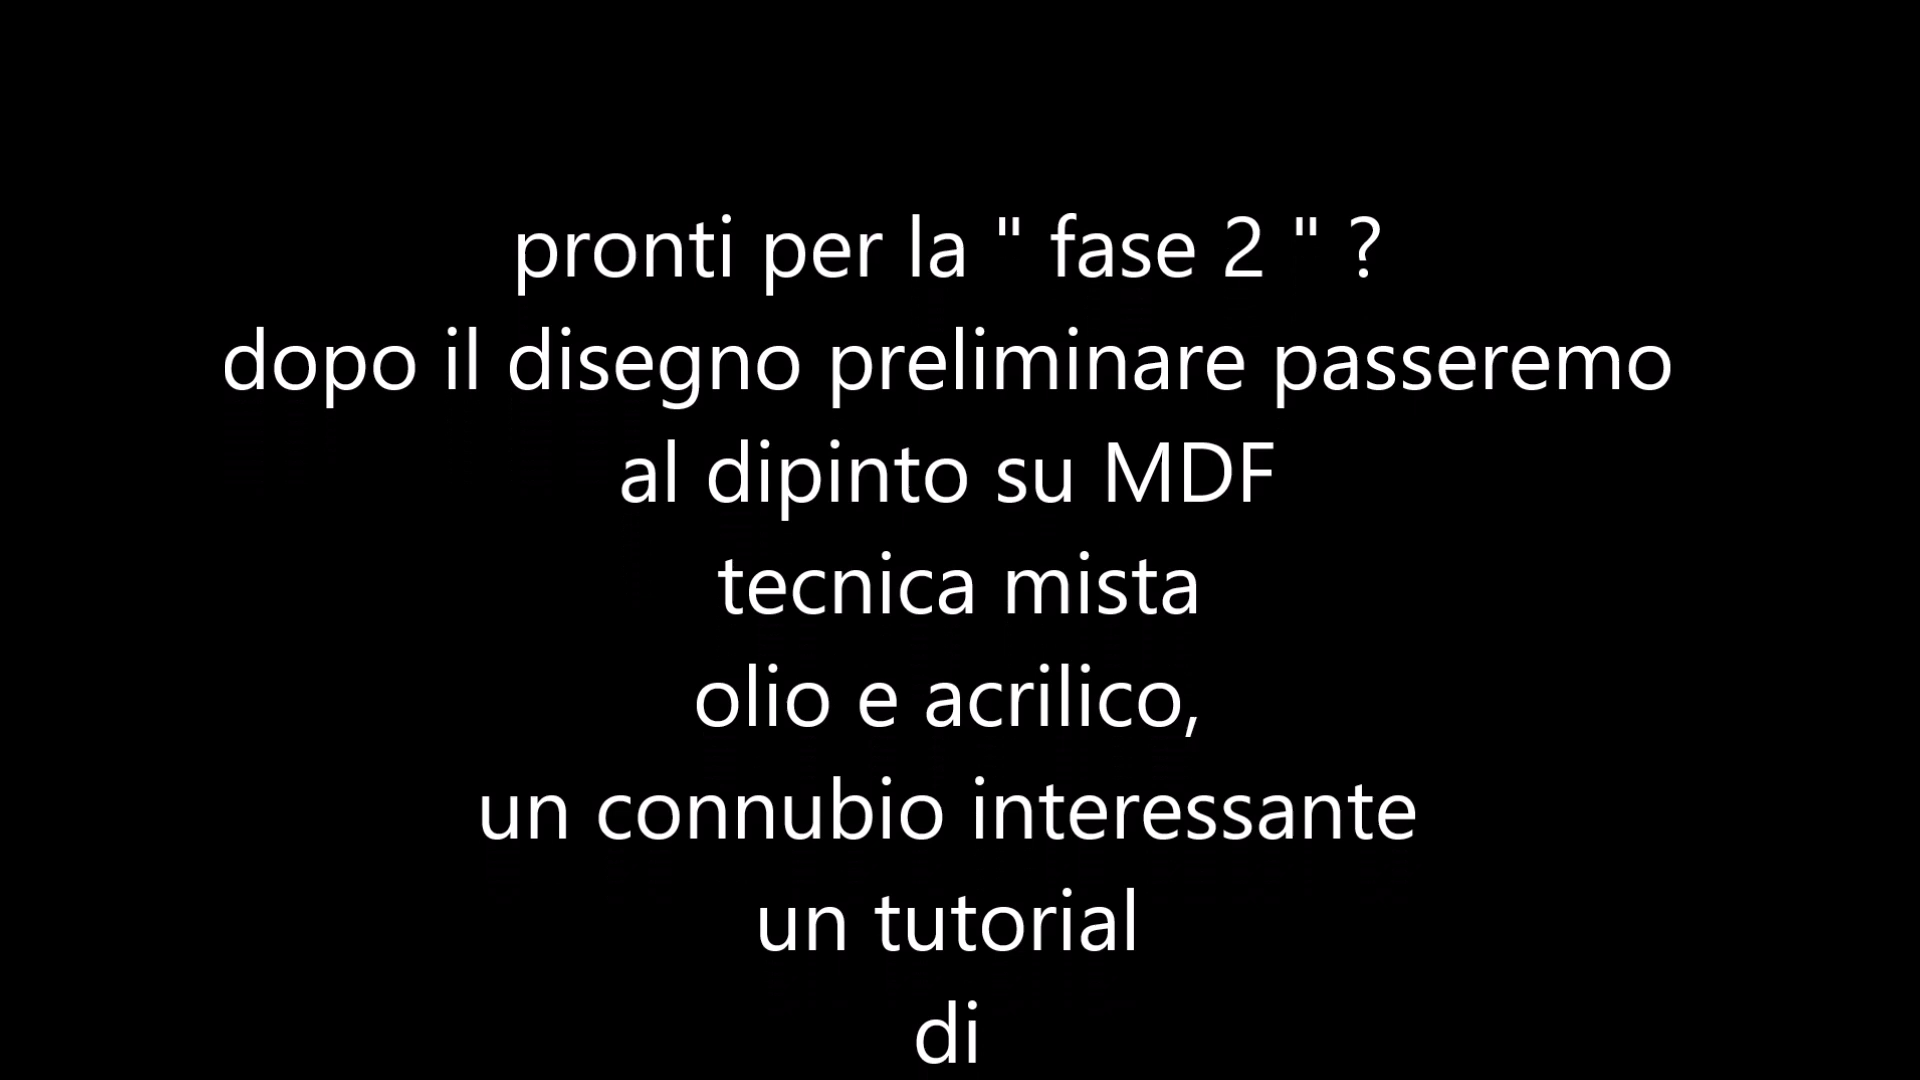 pronti per la " fase 2 " ?
dopo il disegno preliminare passeremo
al dipinto su MDF
tecnica mista
olio e acrilico,
un connubio interessante
un tutorial
di